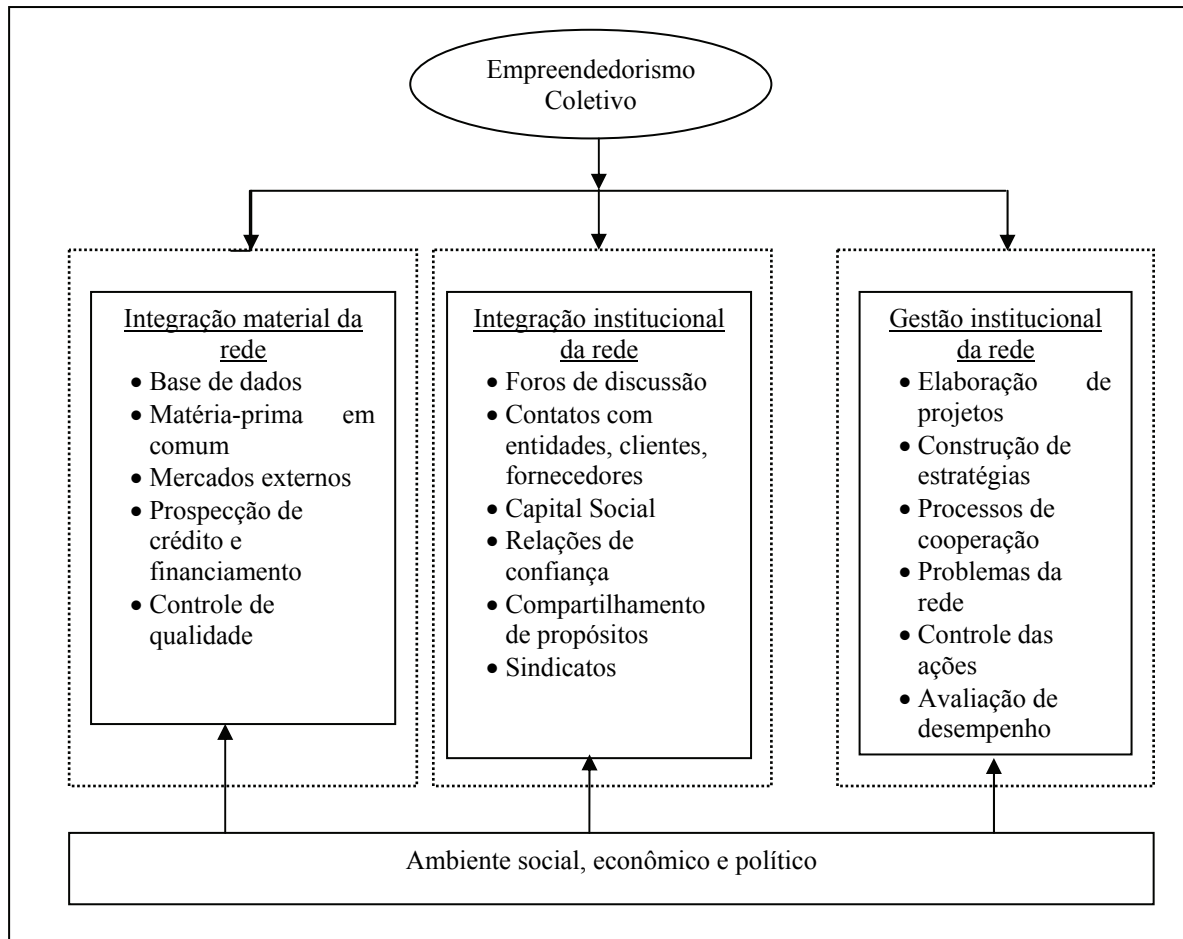 Empreendedorismo
Coletivo
Integração material da
rede
• Base de dados
• Matéria-prima em
comum
• Mercados externos
• Prospecção de
crédito e
financiamento
• Controle de
qualidade
Integração institucional
da rede
• Foros de discussão
• Contatos com
entidades, clientes,
fornecedores
• Capital Social
• Relações de
confiança
• Compartilhamento
de propósitos
• Sindicatos
Gestão institucional
da rede
• Elaboração de
projetos
• Construção de
estratégias
• Processos de
cooperação
• Problemas da
rede
• Controle das
ações
• Avaliação de
desempenho
Ambiente social, econômico e político